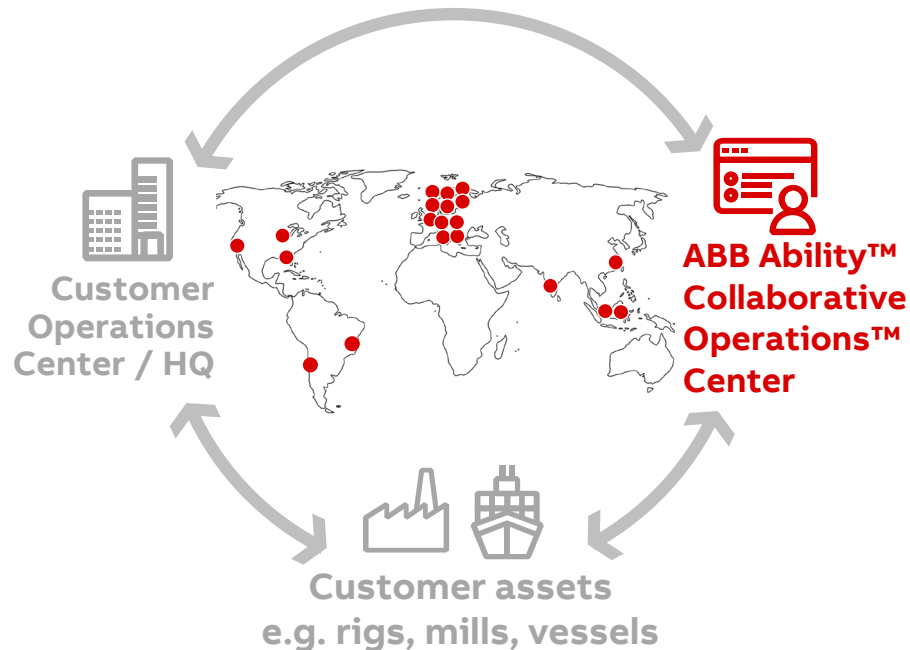 Customer
Operations
Center / HQ
ABB Ability™
Collaborative
Operations™
Center
Customer assets
e.g. rigs, mills, vessels